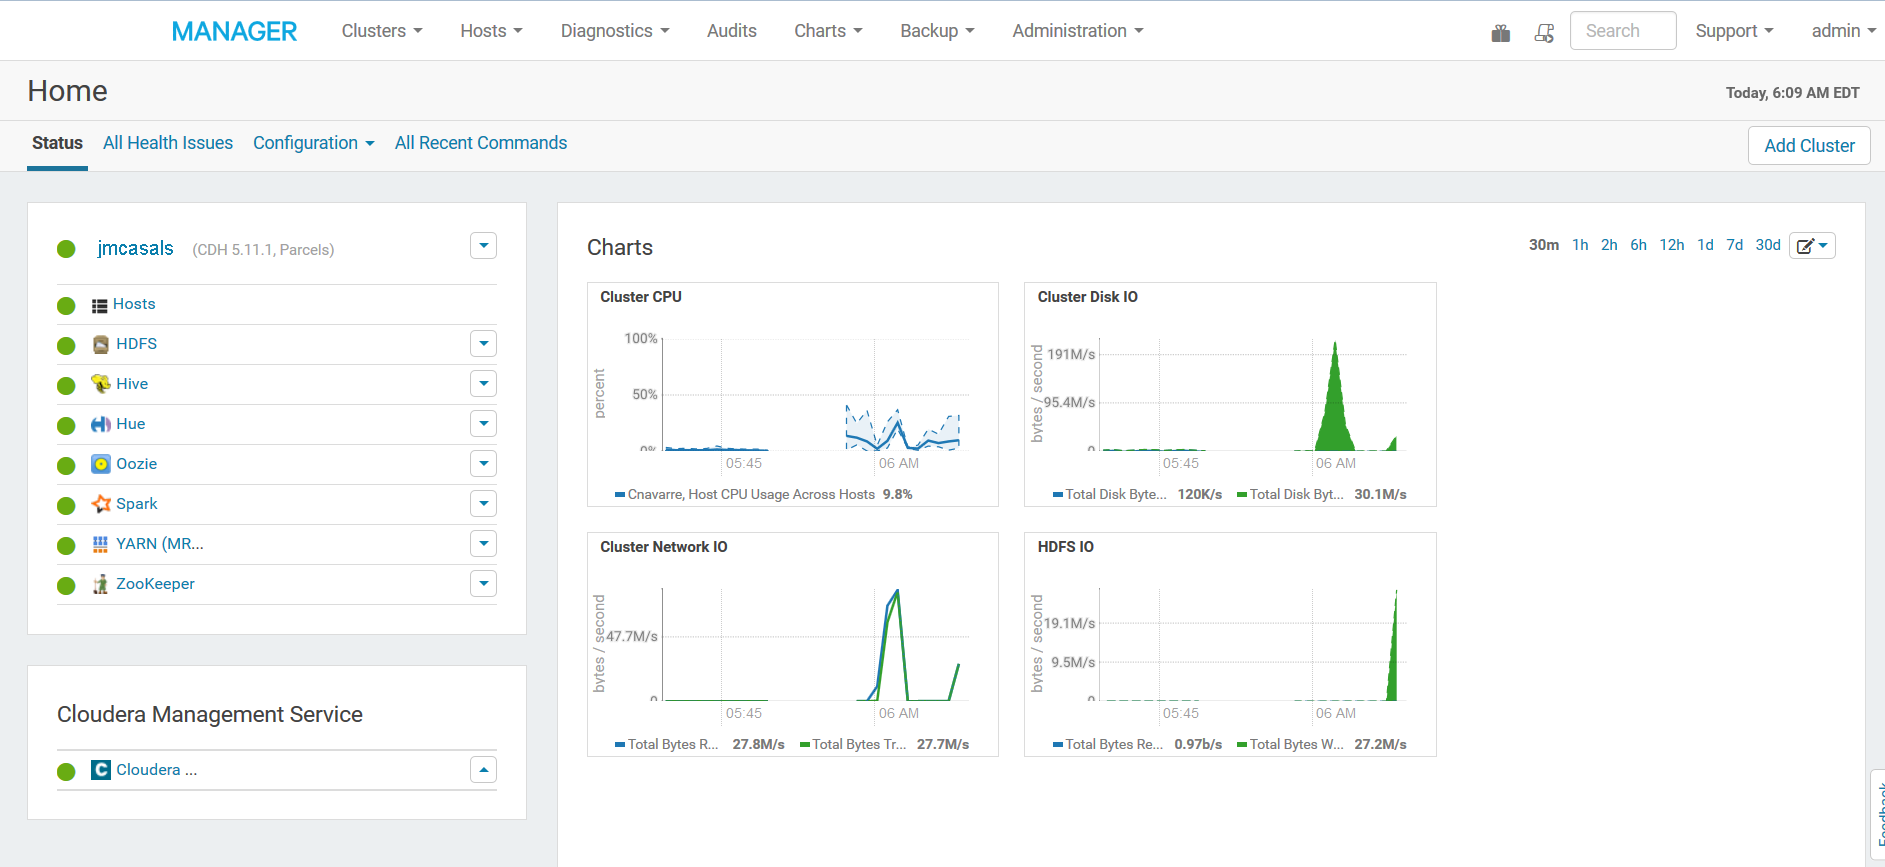 MANAGER Clusters Hosts Diagnostics Audits Charts Backup Administration Search Support admin
Home
Today, 6:09 AM EDT
Status All Health Issues Configuration All Recent Commands
Add Cluster
jmcasals (CDH 5.11.1, Parcels)
Hosts
HDFS
Hive
Hue
Oozie
Spark
YARN (MR...
ZooKeeper
Cloudera Management Service
Cloudera ...
Charts
30m 1h 2h 6h 12h 1d 7d 30d
Cluster CPU
percent
100%
50%
0%
05:45 06 AM
Cnavarre, Host CPU Usage Across Hosts 9.8%
Cluster Disk IO
bytes / second
191M/s
95.4M/s
0
05:45 06 AM
Total Disk Byte... 120K/s Total Disk Byt... 30.1M/s
Cluster Network IO
bytes / second
47.7M/s
0
05:45 06 AM
Total Bytes R... 27.8M/s Total Bytes Tr... 27.7M/s
HDFS IO
bytes / second
19.1M/s
9.5M/s
0
05:45 06 AM
Total Bytes Re... 0.97b/s Total Bytes W... 27.2M/s
Feedback